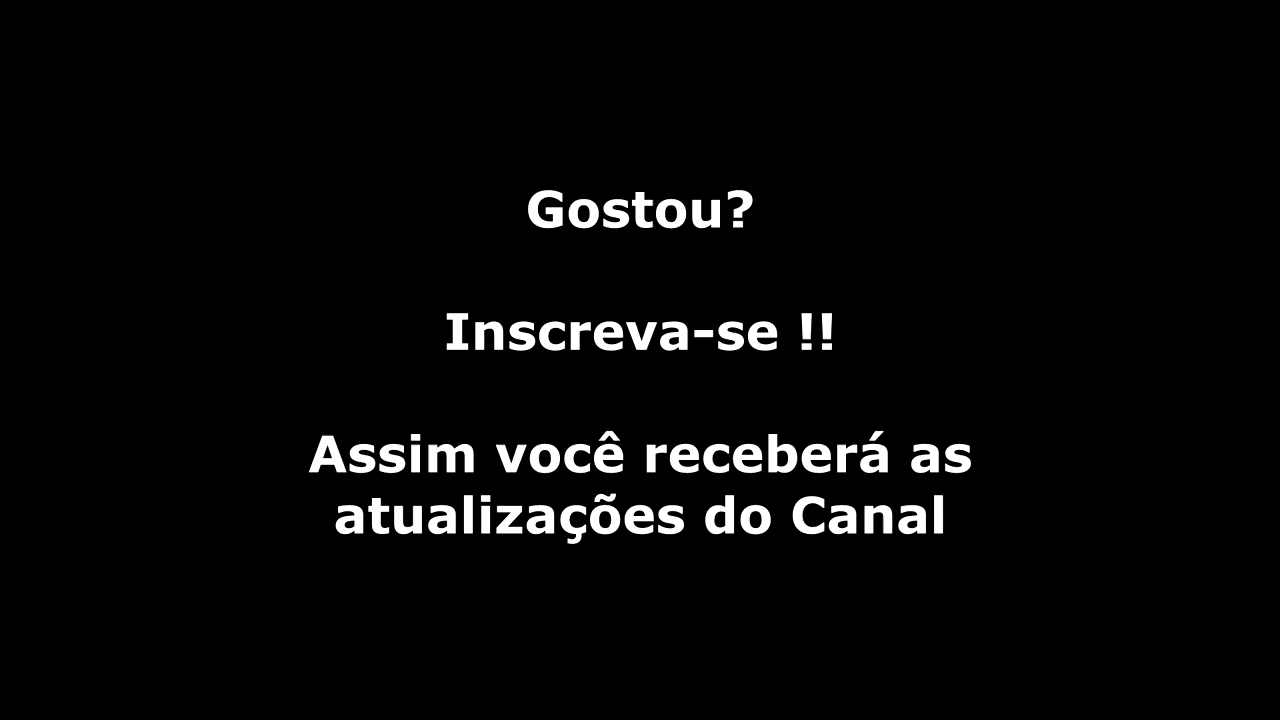 Gostou?
Inscreva-se !!
Assim você receberá as
atualizações do Canal